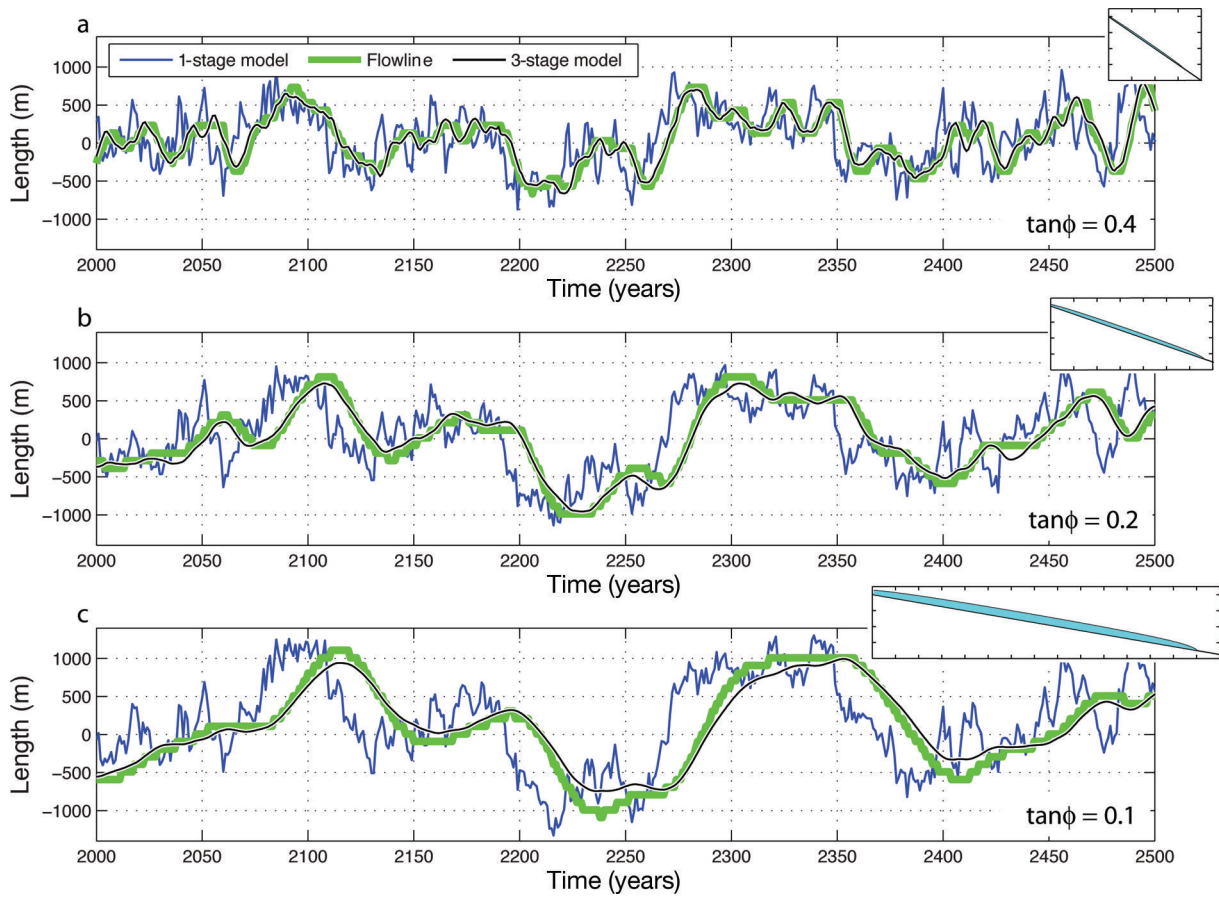 a
1-stage model Flowline 3-stage model
Length (m)
1000
500
0
−500
−1000
tanϕ = 0.4
2000 2050 2100 2150 2200 2250 2300 2350 2400 2450 2500
Time (years)
b
Length (m)
1000
500
0
−500
−1000
tanϕ = 0.2
2000 2050 2100 2150 2200 2250 2300 2350 2400 2450 2500
Time (years)
c
Length (m)
1000
500
0
−500
−1000
tanϕ = 0.1
2000 2050 2100 2150 2200 2250 2300 2350 2400 2450 2500
Time (years)